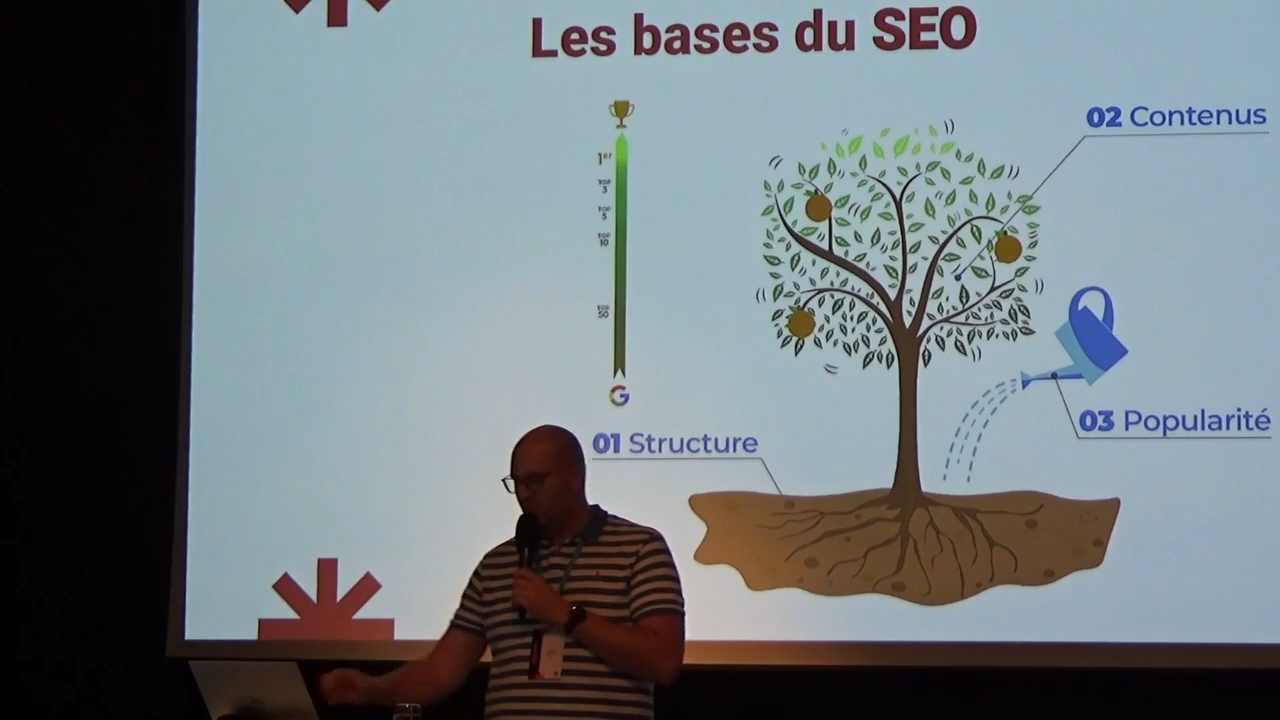 Les bases du SEO
02 Contenus
1er
TOP
3
TOP
5
TOP
10
TOP
50
G
01 Structure
03 Popularité